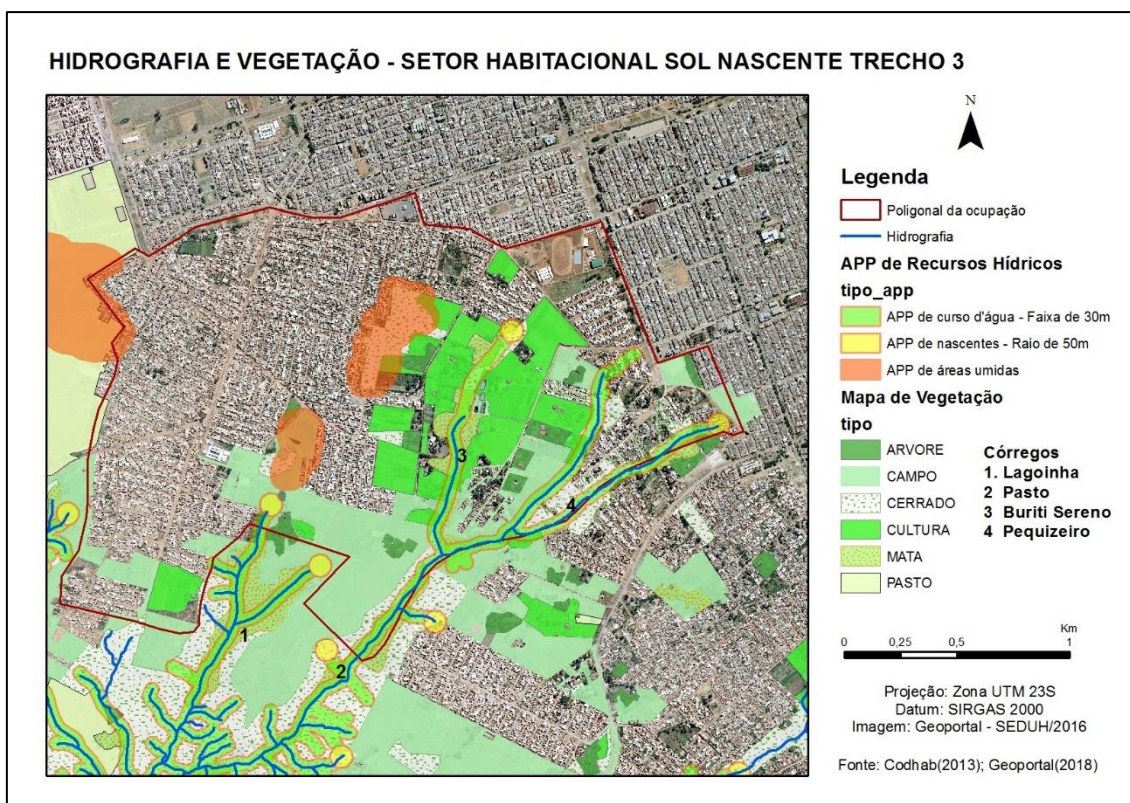 HIDROGRAFIA E VEGETAÇÃO - SETOR HABITACIONAL SOL NASCENTE TRECHO 3
N
Legenda
Poligonal da ocupação
Hidrografia
APP de Recursos Hídricos
tipo_app
APP de curso d'água - Faixa de 30m
APP de nascentes - Raio de 50m
APP de áreas umidas
Mapa de Vegetação
tipo
ARVORE
CAMPO
CERRADO
CULTURA
MATA
PASTO
Córregos
1. Lagoinha
2 Pasto
3 Buriti Sereno
4 Pequizeiro
3
4
1
2
Km
0 0,25 0,5 1
Projeção: Zona UTM 23S
Datum: SIRGAS 2000
Imagem: Geoportal - SEDUH/2016
Fonte: Codhab(2013); Geoportal(2018)